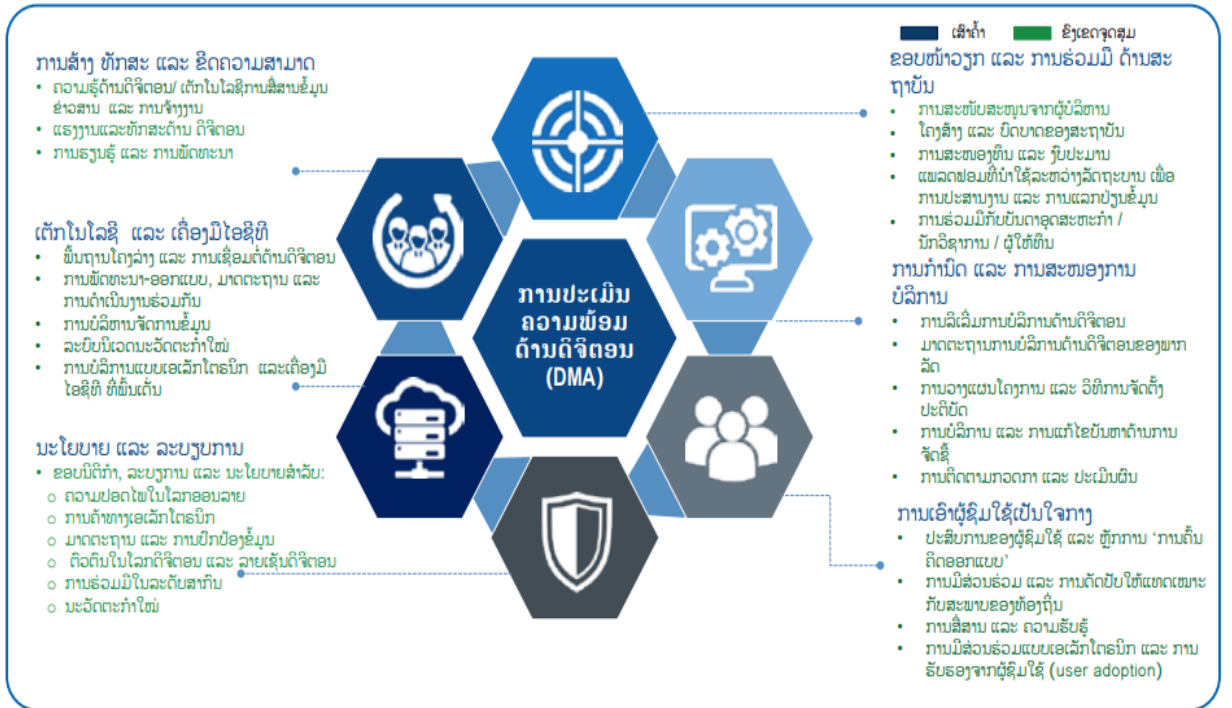 ເສົາຄ້ຳ
ຂົງເຂດຈຸດສຸມ
ການສ້າງ ທັກສະ ແລະ ຂີດຄວາມສາມາດ
• ຄວາມຮູ້ດ້ານດິຈິຕອນ/ ເຕັກໂນໂລຊີການສື່ສານຂໍ້ມູນ
ຂ່າວສານ ແລະ ການຈ້າງງານ
• ແຮງງານແລະທັກສະດ້ານ ດິຈິຕອນ
• ການຮຽນຮູ້ ແລະ ການພັດທະນາ
ເຕັກໂນໂລຊີ ແລະ ເຄື່ອງມືໄອຊີທີ
• ພື້ນຖານໂຄງລ່າງ ແລະ ການເຊື່ອມຕໍ່ດ້ານດິຈິຕອນ
• ການພັດທະນາ-ອອກແບບ, ມາດຕະຖານ ແລະ
ການດຳເນີນງານຮ່ວມກັນ
• ການບໍລິຫານຈັດການຂໍ້ມູນ
• ລະບົບນິເວດນະວັດຕະກຳໃໝ່
• ການບໍລິການແບບເອເລັກໂຕຣນິກ ແລະເຄື່ອງມື
ໄອຊີທີ ທີ່ພົ້ນເດັ່ນ
ນະໂຍບາຍ ແລະ ລະບຽບການ
• ຂອບນິຕິກຳ, ລະບຽການ ແລະ ນະໂຍບາຍສຳລັບ:
o ຄວາມປອດໄພໃນໂລກອອນລາຍ
o ການຄ້າທາງເອເລັກໂຕຣນິກ
o ມາດຕະຖານ ແລະ ການປົກປ້ອງຂໍ້ມູນ
o ຕົວຕົນໃນໂລກດິຈິຕອນ ແລະ ລາຍເຊັນດິຈິຕອນ
o ການຮ່ວມມືໃນລະດັບສາກົນ
o ນະວັດຕະກຳໃໝ່
ການປະເມີນ
ຄວາມພ້ອມ
ດ້ານດິຈິຕອນ
(DMA)
ຂອບໜ້າວຽກ ແລະ ການຮ່ວມມື ດ້ານສະ
ຖາບັນ
• ການສະໜັບສະໜູນຈາກຜູ້ບໍລິຫານ
• ໂຄງສ້າງ ແລະ ບົດບາດຂອງສະຖາບັນ
• ການສະໜອງທຶນ ແລະ ງົບປະມານ
• ແພລດຟອມທີ່ນຳໃຊ້ລະຫວ່າງລັດຖະບານ ເພື່ອ
ການປະສານງານ ແລະ ການແລກປ່ຽນຂໍ້ມູນ
• ການຮ່ວມມືກັບບັນດາອຸດສະຫະກຳ /
ນັກວິຊາການ / ຜູ້ໃຫ້ທຶນ
ການກຳນົດ ແລະ ການສະໜອງການ
ບໍລິການ
• ການລິເລີ່ມການບໍລິການດ້ານດິຈິຕອນ
• ມາດຕະຖານການບໍລິການດ້ານດິຈິຕອນຂອງພາກ
ລັດ
• ການວາງແຜນໂຄງການ ແລະ ວິທີການຈັດຕັ້ງ
ປະຕິບັດ
• ການບໍລິການ ແລະ ການແກ້ໄຂບັນຫາດ້ານການ
ຈັດຊື້
• ການຕິດຕາມກວດກາ ແລະ ປະເມີນຜົນ
ການເອົາຜູ້ຊົມໃຊ້ເປັນໃຈກາງ
• ປະສົບການຂອງຜູ້ຊົມໃຊ້ ແລະ ຫຼັກການ ‘ການຄົ້ນ
ຄິດອອກແບບ’
• ການມີສ່ວນຮ່ວມ ແລະ ການດັດປັບໃຫ້ແທດເໝາະ
ກັບສະພາບຂອງທ້ອງຖິ່ນ
• ການສື່ສານ ແລະ ຄວາມຮັບຮູ້
• ການມີສ່ວນຮ່ວມແບບເອເລັກໂຕຣນິກ ແລະ ການ
ຮັບຮອງຈາກຜູ້ຊົມໃຊ້ (user adoption)